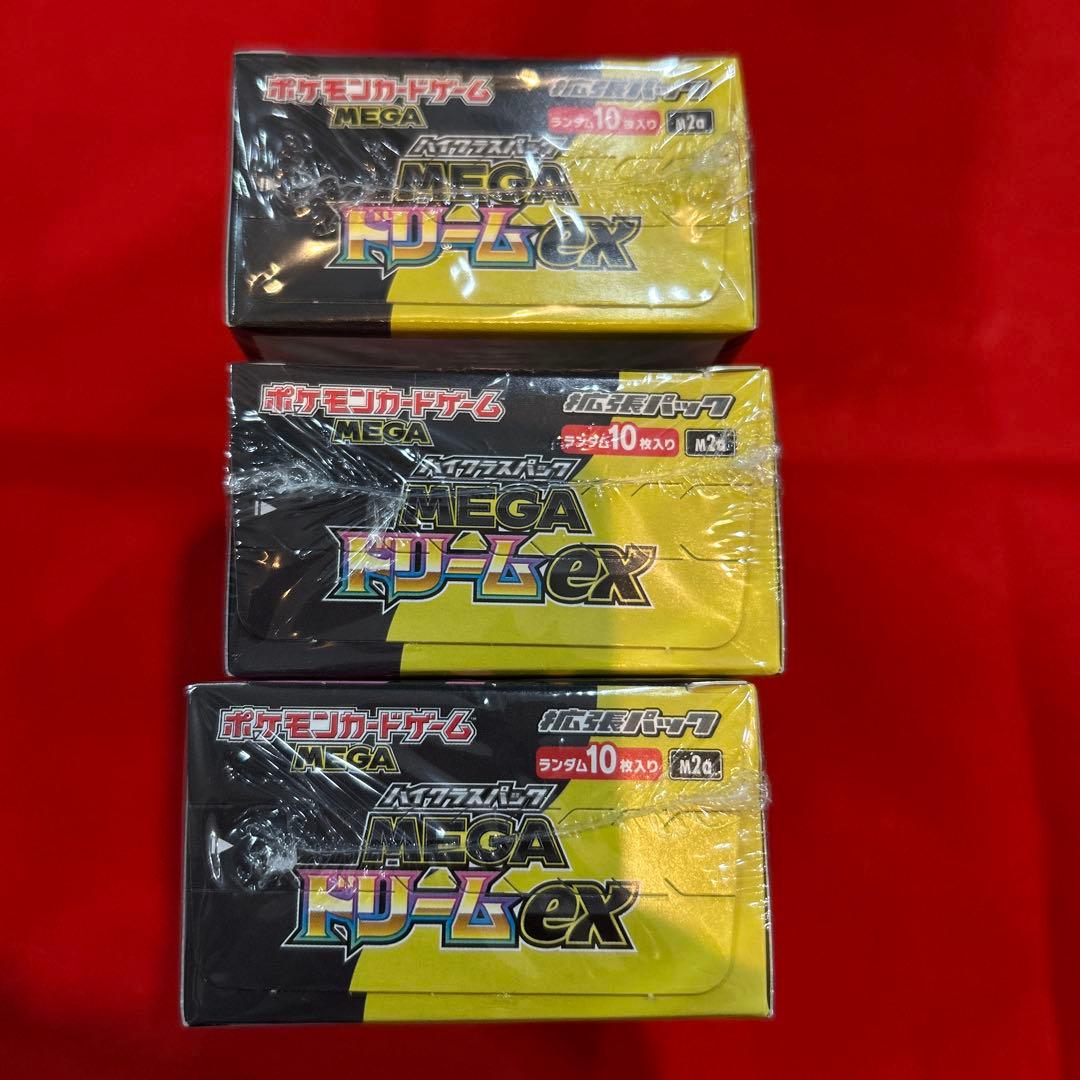 ポケモンカードゲーム
MEGA
拡張パック
ランダム10枚入り M2a
ハイクラスパック
MEGA
ドリームex
ポケモンカードゲーム
MEGA
拡張パック
ランダム10枚入り M2a
ハイクラスパック
MEGA
ドリームex
ポケモンカードゲーム
MEGA
拡張パック
ランダム10枚入り M2a
ハイクラスパック
MEGA
ドリームex